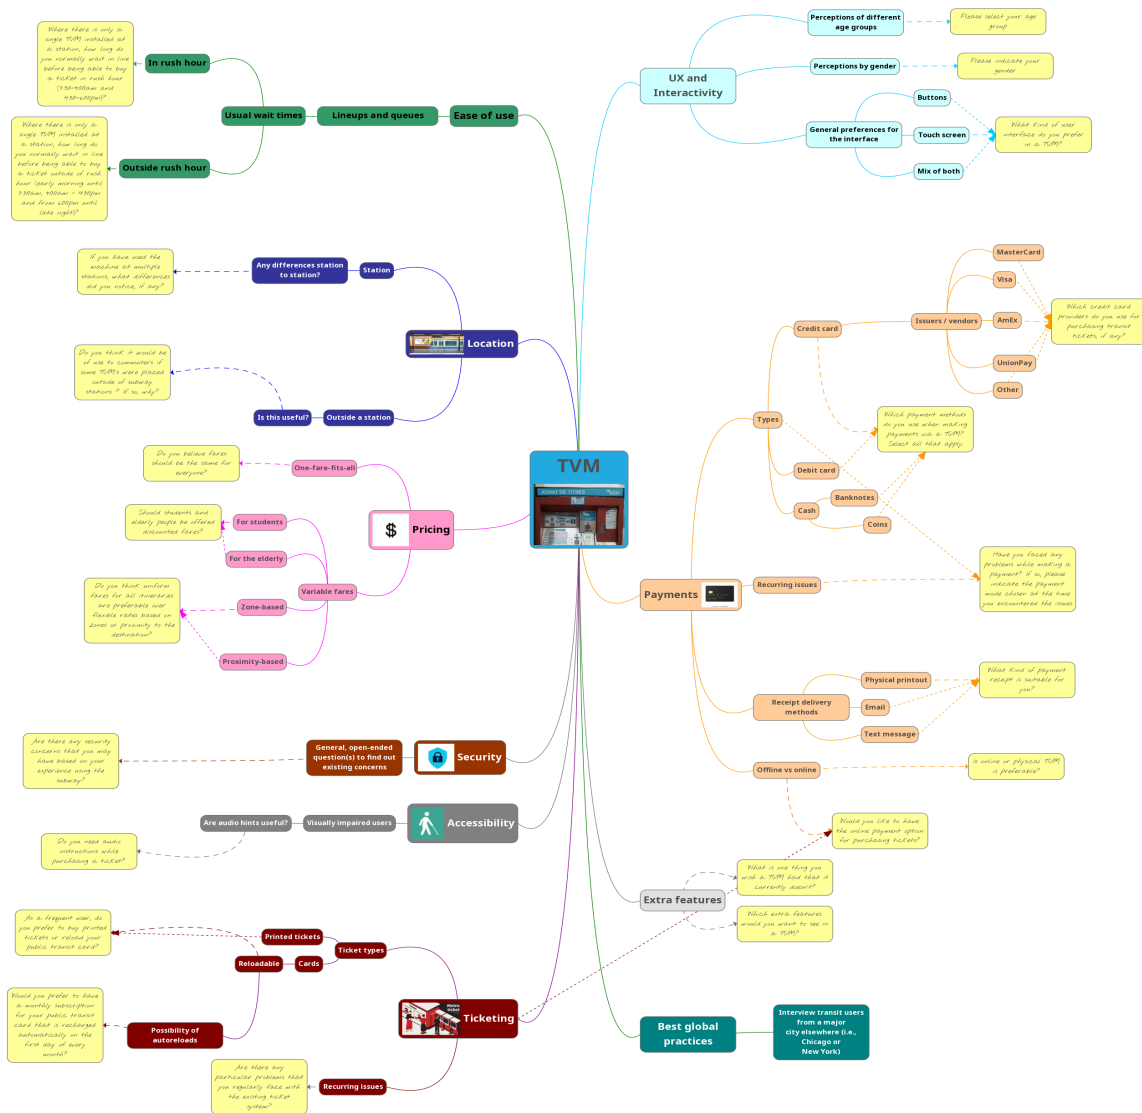 TVM
ACHAT DE TITRES
Ease of use
Lineups and queues
Usual wait times
In rush hour
Where there is only a
single TVM installed at
a station, how long do
you normally wait in line
before being able to buy
a ticket in rush hour
(7:30-9:00am and
4:30-6:00pm)?
Outside rush hour
Where there is only a
single TVM installed at
a station, how long do
you normally wait in line
before being able to buy
a ticket outside of rush
hour (early morning until
7:30am, 9:00am - 4:30pm
and from 6:00pm until
late night)?
Location
Station
Any differences station
to station?
If you have used the
machine at multiple
stations, what differences
did you notice, if any?
Outside a station
Is this useful?
Do you think it would be
of use to commuters if
some TVM's were placed
outside of subway
stations ? If so, why?
$
Pricing
One-fare-fits-all
Do you believe fares
should be the same for
everyone?
Variable fares
For students
For the elderly
Should students and
elderly people be offered
discounted fares?
Zone-based
Proximity-based
Do you think uniform
fares for all itineraries
are preferable over
flexible rates based on
zones or proximity to the
destination?
Security
General, open-ended
question(s) to find out
existing concerns
Are there any security
concerns that you may
have based on your
experience using the
subway?
Accessibility
Visually impaired users
Are audio hints useful?
Do you need audio
instructions while
purchasing a ticket?
Ticketing
Metro
ticket
Ticket types
Printed tickets
Cards
Reloadable
As a frequent user, do
you prefer to buy printed
tickets or reload your
public transit card?
Possibility of
autoreloads
Would you prefer to have
a monthly subscription
for your public transit
card that is recharged
automatically on the
first day of every
month?
Recurring issues
Are there any
particular problems that
you regularly face with
the existing ticket
system?
UX and
Interactivity
Perceptions of different
age groups
Please select your age
group
Perceptions by gender
Please indicate your
gender
General preferences for
the interface
Buttons
Touch screen
Mix of both
What kind of user
interface do you prefer
in a TVM?
Payments
Types
Credit card
Issuers / vendors
MasterCard
Visa
AmEx
UnionPay
Other
Which credit card
providers do you use for
purchasing transit
tickets, if any?
Debit card
Cash
Banknotes
Coins
Which payment methods
do you use when making
payments via a TVM?
Select all that apply.
Recurring issues
Have you faced any
problems while making a
payment? If so, please
indicate the payment
mode chosen at the time
you encountered the issues
Receipt delivery
methods
Physical printout
Email
Text message
What kind of payment
receipt is suitable for
you?
Offline vs online
Is online or physical TVM
is preferable?
Would you like to have
the online payment option
for purchasing tickets?
Extra features
What is one thing you
wish a TVM had that it
currently doesn't?
Which extra features
would you want to see in
a TVM?
Best global
practices
Interview transit users
from a major
city elsewhere (i.e.,
Chicago or
New York)